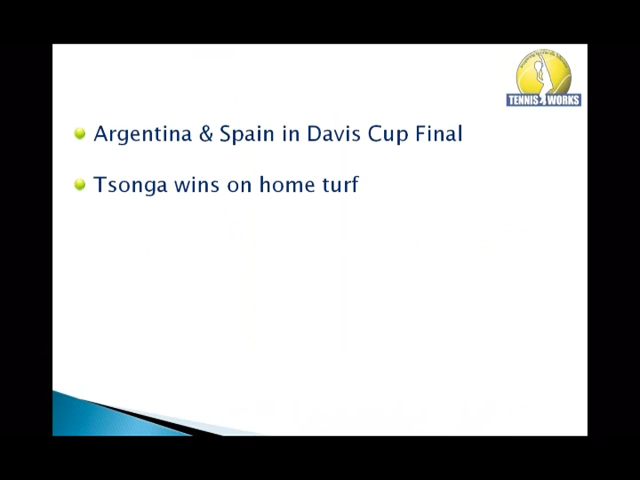 TENNIS WORKS
Argentina & Spain in Davis Cup Final
Tsonga wins on home turf